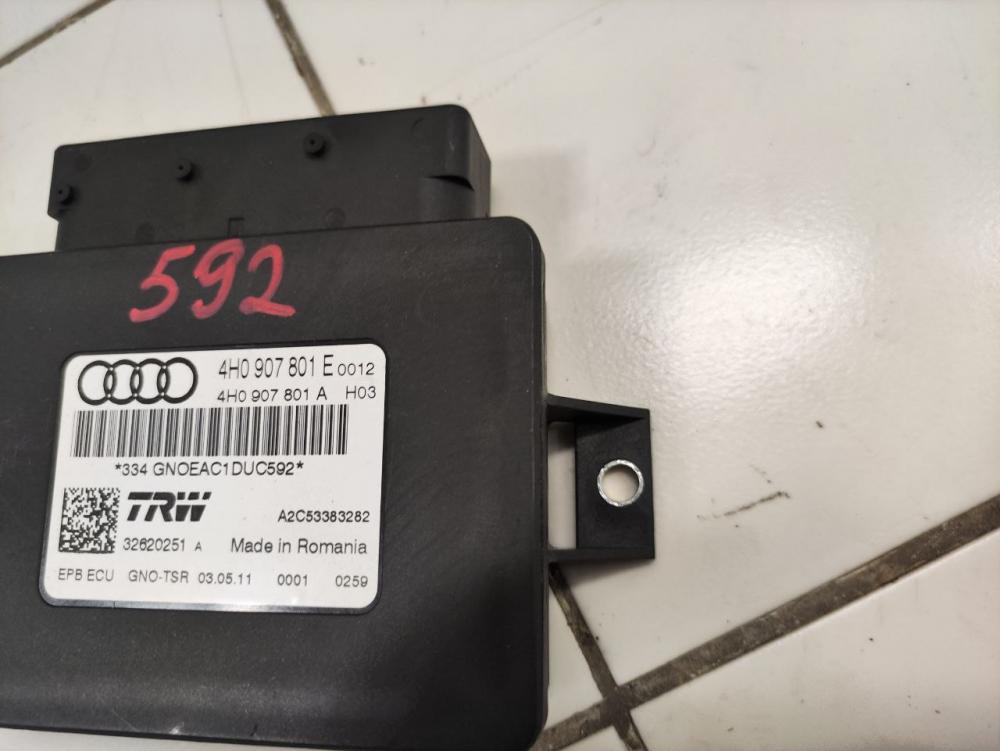 592
4H0 907 801 E 0012
4H0 907 801 A H03
*334 GNOEAC1DUC592*
TRW
A2C53383282
32620251 A Made in Romania
EPB ECU GNO-TSR 03.05.11 0001 0259